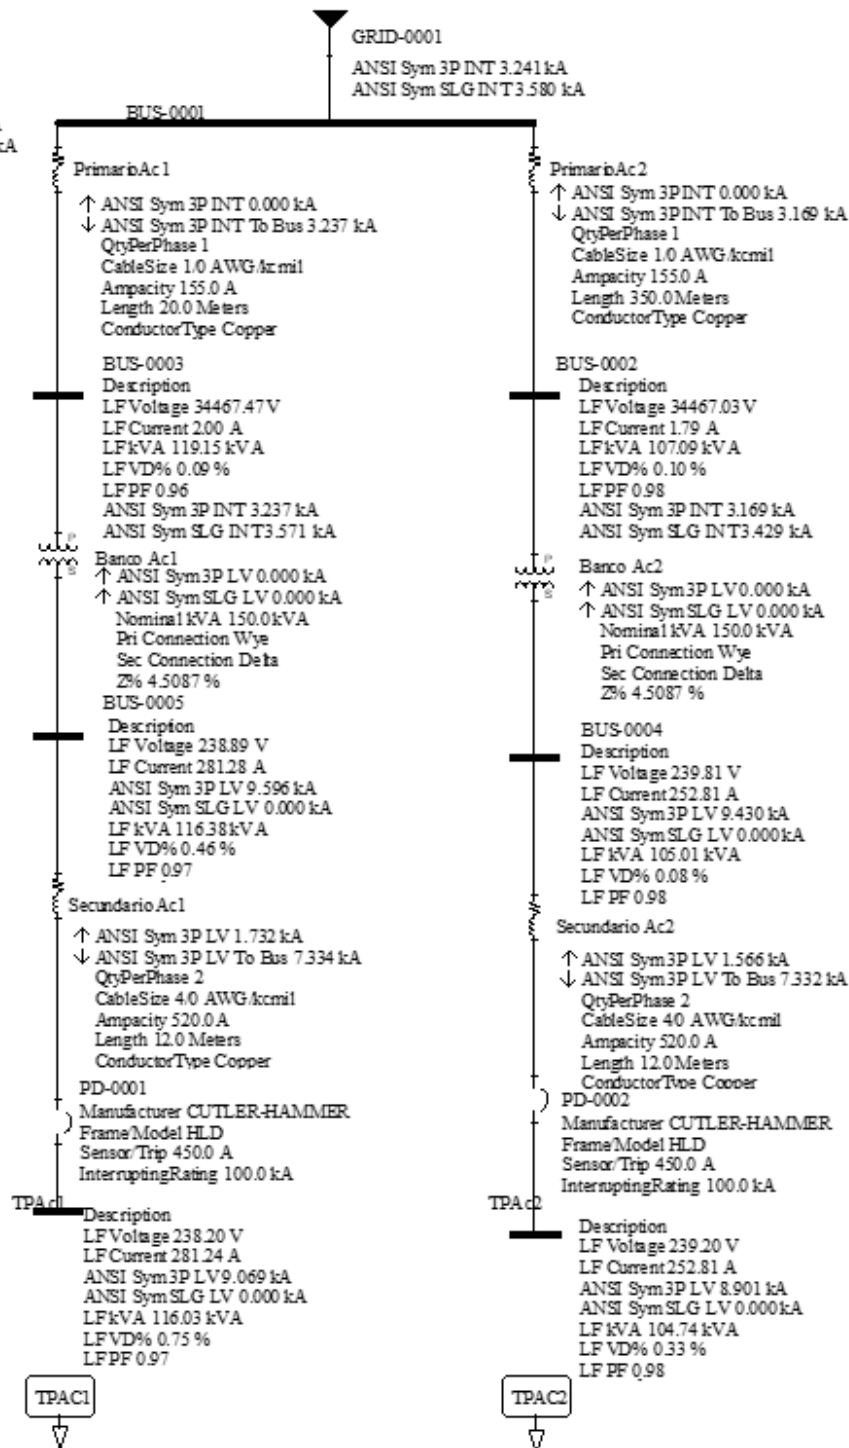 GRID-0001
ANSI Sym 3P INT 3.241 kA
ANSI Sym SLG INT 3.580 kA
BUS-0001
kA
PrimarioAc1
↑ ANSI Sym 3P INT 0.000 kA
↓ ANSI Sym 3P INT To Bus 3.237 kA
QtyPerPhase 1
CableSize 1/0 AWG/kcmil
Ampacity 155.0 A
Length 20.0 Meters
ConductorType Copper
BUS-0003
Description
LF Voltage 34467.47 V
LF Current 2.00 A
LF kVA 119.15 kVA
LF VD% 0.09 %
LF PF 0.96
ANSI Sym 3P INT 3.237 kA
ANSI Sym SLG INT 3.571 kA
P
S
Banco Ac1
↑ ANSI Sym 3P LV 0.000 kA
↑ ANSI Sym SLG LV 0.000 kA
Nominal kVA 150.0 kVA
Pri Connection Wye
Sec Connection Delta
Z% 4.5087 %
BUS-0005
Description
LF Voltage 238.89 V
LF Current 281.28 A
ANSI Sym 3P LV 9.596 kA
ANSI Sym SLG LV 0.000 kA
LF kVA 116.38 kVA
LF VD% 0.46 %
LF PF 0.97
Secundario Ac1
↑ ANSI Sym 3P LV 1.732 kA
↓ ANSI Sym 3P LV To Bus 7.334 kA
QtyPerPhase 2
CableSize 4/0 AWG/kcmil
Ampacity 520.0 A
Length 12.0 Meters
ConductorType Copper
PD-0001
Manufacturer CUTLER-HAMMER
Frame/Model HLD
Sensor/Trip 450.0 A
InterruptingRating 100.0 kA
TPAc1
Description
LF Voltage 238.20 V
LF Current 281.24 A
ANSI Sym 3P LV 9.069 kA
ANSI Sym SLG LV 0.000 kA
LF kVA 116.03 kVA
LF VD% 0.75 %
LF PF 0.97
TPAC1
PrimarioAc2
↑ ANSI Sym 3P INT 0.000 kA
↓ ANSI Sym 3P INT To Bus 3.169 kA
QtyPerPhase 1
CableSize 1/0 AWG/kcmil
Ampacity 155.0 A
Length 350.0 Meters
ConductorType Copper
BUS-0002
Description
LF Voltage 34467.03 V
LF Current 1.79 A
LF kVA 107.09 kVA
LF VD% 0.10 %
LF PF 0.98
ANSI Sym 3P INT 3.169 kA
ANSI Sym SLG INT 3.429 kA
P
S
Banco Ac2
↑ ANSI Sym 3P LV 0.000 kA
↑ ANSI Sym SLG LV 0.000 kA
Nominal kVA 150.0 kVA
Pri Connection Wye
Sec Connection Delta
Z% 4.5087 %
BUS-0004
Description
LF Voltage 239.81 V
LF Current 252.81 A
ANSI Sym 3P LV 9.430 kA
ANSI Sym SLG LV 0.000 kA
LF kVA 105.01 kVA
LF VD% 0.08 %
LF PF 0.98
Secundario Ac2
↑ ANSI Sym 3P LV 1.566 kA
↓ ANSI Sym 3P LV To Bus 7.332 kA
QtyPerPhase 2
CableSize 4/0 AWG/kcmil
Ampacity 520.0 A
Length 12.0 Meters
ConductorType Copper
PD-0002
Manufacturer CUTLER-HAMMER
Frame/Model HLD
Sensor/Trip 450.0 A
InterruptingRating 100.0 kA
TPAc2
Description
LF Voltage 239.20 V
LF Current 252.81 A
ANSI Sym 3P LV 8.901 kA
ANSI Sym SLG LV 0.000 kA
LF kVA 104.74 kVA
LF VD% 0.33 %
LF PF 0.98
TPAC2